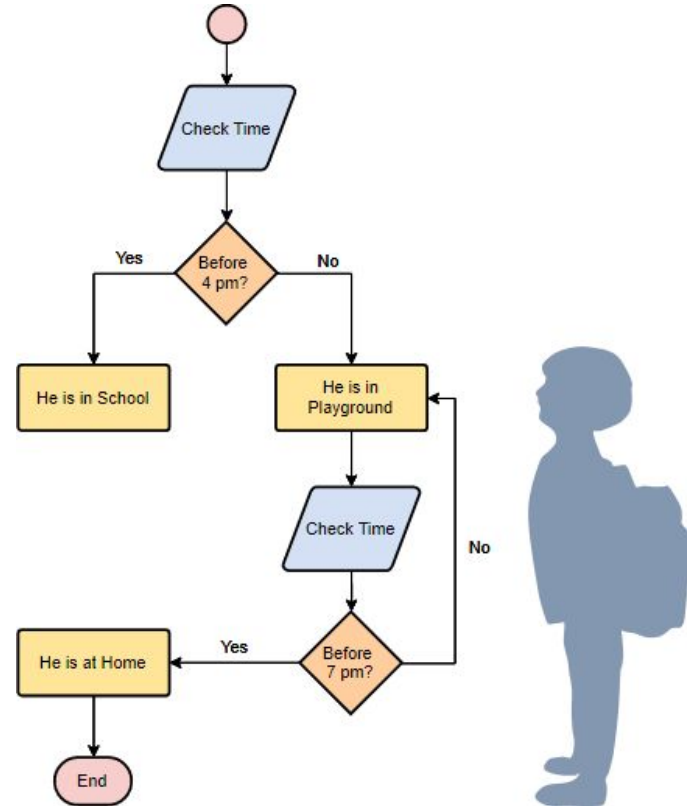 Check Time
Yes
Before
4 pm?
No
He is in School
He is in
Playground
Check Time
No
He is at Home
Yes
Before
7 pm?
End